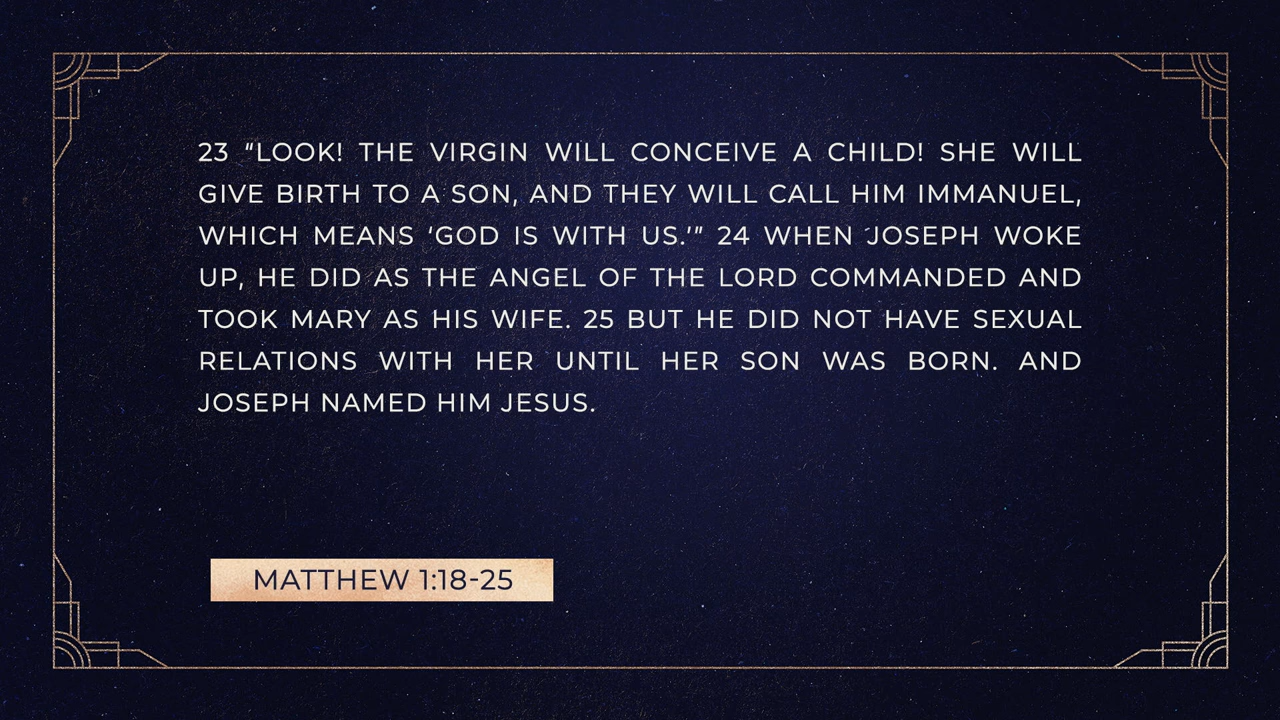 23 “LOOK! THE VIRGIN WILL CONCEIVE A CHILD! SHE WILL
GIVE BIRTH TO A SON, AND THEY WILL CALL HIM IMMANUEL,
WHICH MEANS ‘GOD IS WITH US.’” 24 WHEN JOSEPH WOKE
UP, HE DID AS THE ANGEL OF THE LORD COMMANDED AND
TOOK MARY AS HIS WIFE. 25 BUT HE DID NOT HAVE SEXUAL
RELATIONS WITH HER UNTIL HER SON WAS BORN. AND
JOSEPH NAMED HIM JESUS.
MATTHEW 1:18-25